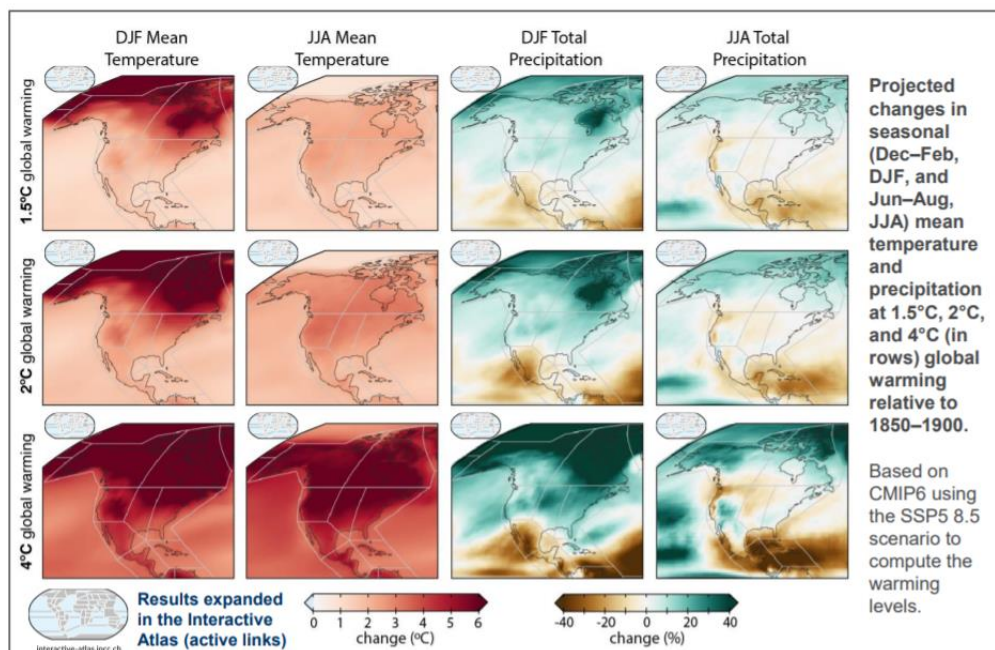 DJF Mean
Temperature
JJA Mean
Temperature
DJF Total
Precipitation
JJA Total
Precipitation
1.5°C global warming
2°C global warming
4°C global warming
Projected
changes in
seasonal
(Dec–Feb,
DJF, and
Jun–Aug,
JJA) mean
temperature
and
precipitation
at 1.5°C, 2°C,
and 4°C (in
rows) global
warming
relative to
1850–1900.
Based on
CMIP6 using
the SSP5 8.5
scenario to
compute the
warming
levels.
interactive-atlas.ipcc.ch
Results expanded
in the Interactive
Atlas (active links)
0 1 2 3 4 5 6
change (ºC)
-40 -20 0 20 40
change (%)